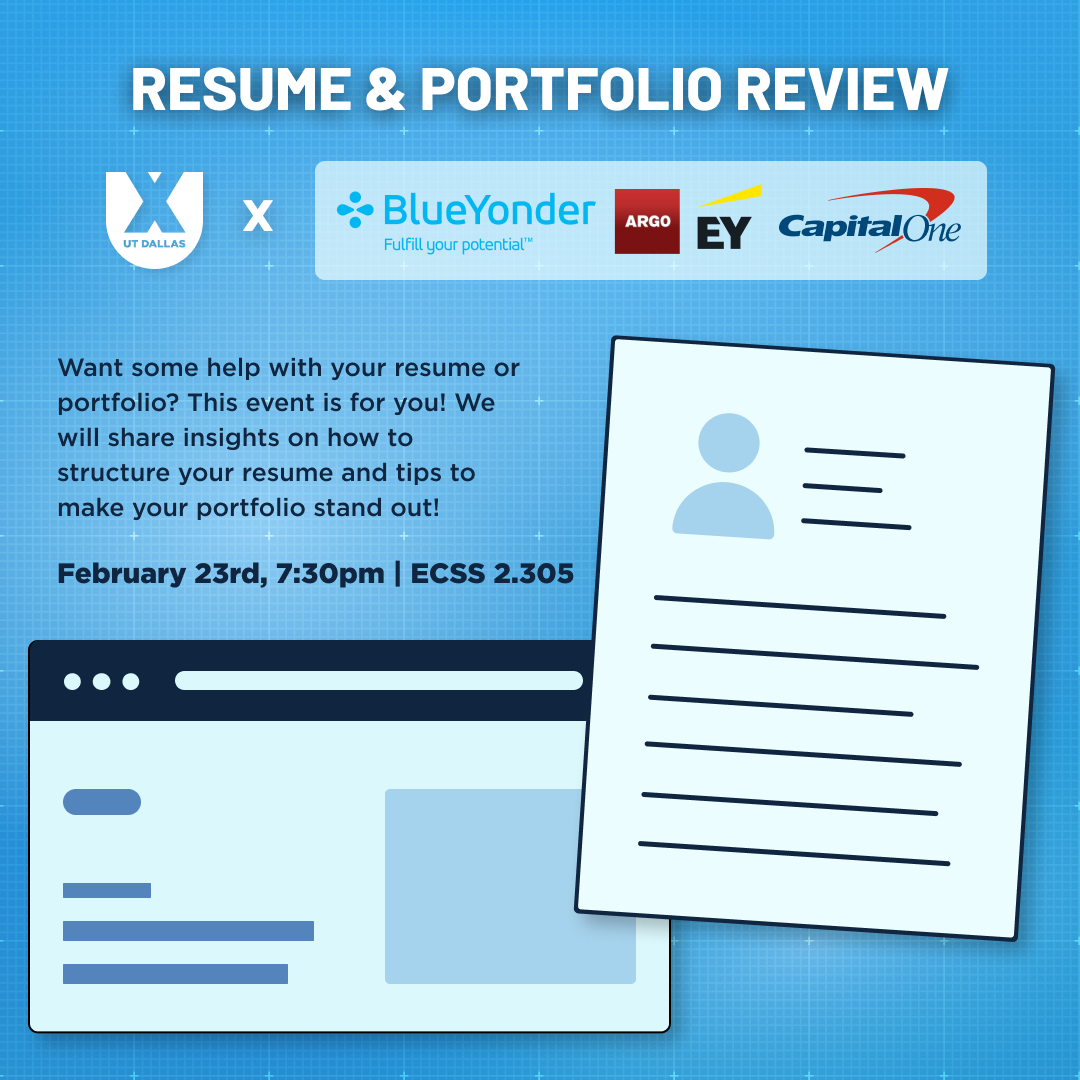 RESUME & PORTFOLIO REVIEW
X
UT DALLAS
x
BlueYonder
Fulfill your potential™
ARGO
EY
CapitalOne
Want some help with your resume or
portfolio? This event is for you! We
will share insights on how to
structure your resume and tips to
make your portfolio stand out!
February 23rd, 7:30pm | ECSS 2.305